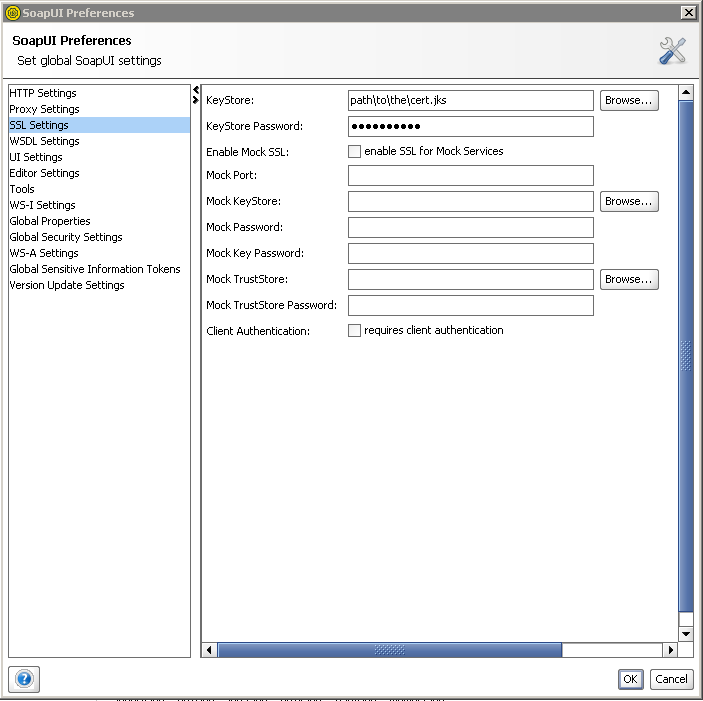 SoapUI Preferences
SoapUI Preferences
Set global SoapUI settings
HTTP Settings
Proxy Settings
SSL Settings
WSDL Settings
UI Settings
Editor Settings
Tools
WS-I Settings
Global Properties
Global Security Settings
WS-A Settings
Global Sensitive Information Tokens
Version Update Settings
KeyStore: path\to\the\cert.jks Browse...
KeyStore Password: ●●●●●●●●●●
Enable Mock SSL: enable SSL for Mock Services
Mock Port:
Mock KeyStore: Browse...
Mock Password:
Mock Key Password:
Mock TrustStore: Browse...
Mock TrustStore Password:
Client Authentication: requires client authentication
? OK Cancel